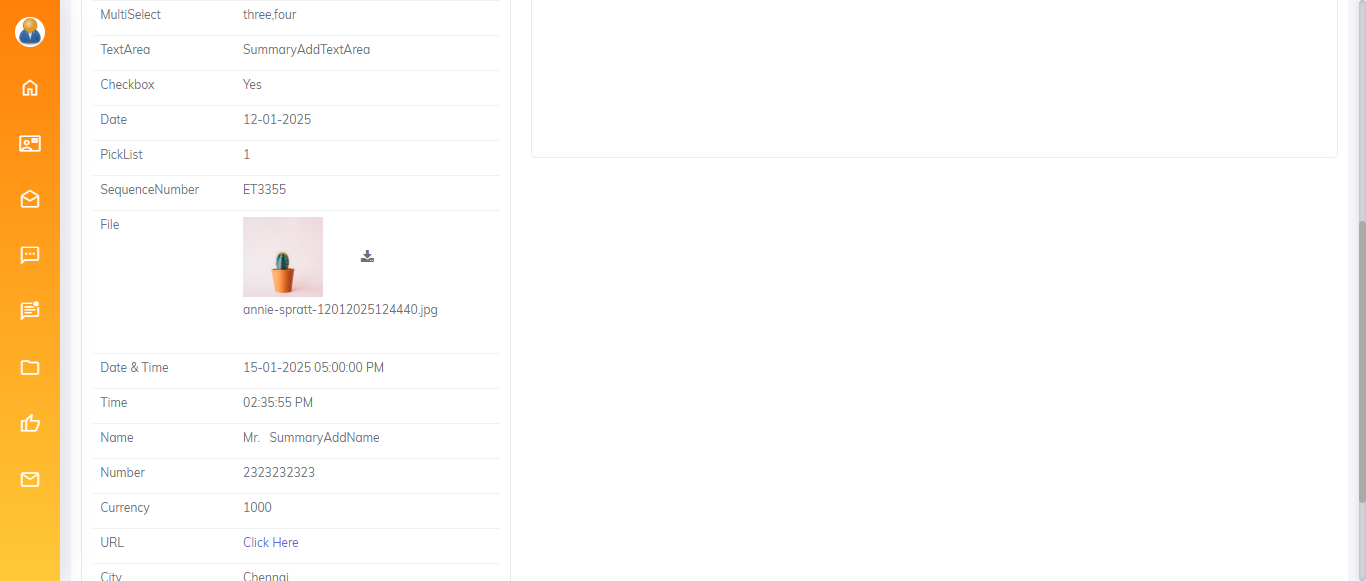 MultiSelect three,four
TextArea SummaryAddTextArea
Checkbox Yes
Date 12-01-2025
PickList 1
SequenceNumber ET3355
File
annie-spratt-12012025124440.jpg
Date & Time 15-01-2025 05:00:00 PM
Time 02:35:55 PM
Name Mr. SummaryAddName
Number 2323232323
Currency 1000
URL Click Here
City Chennai